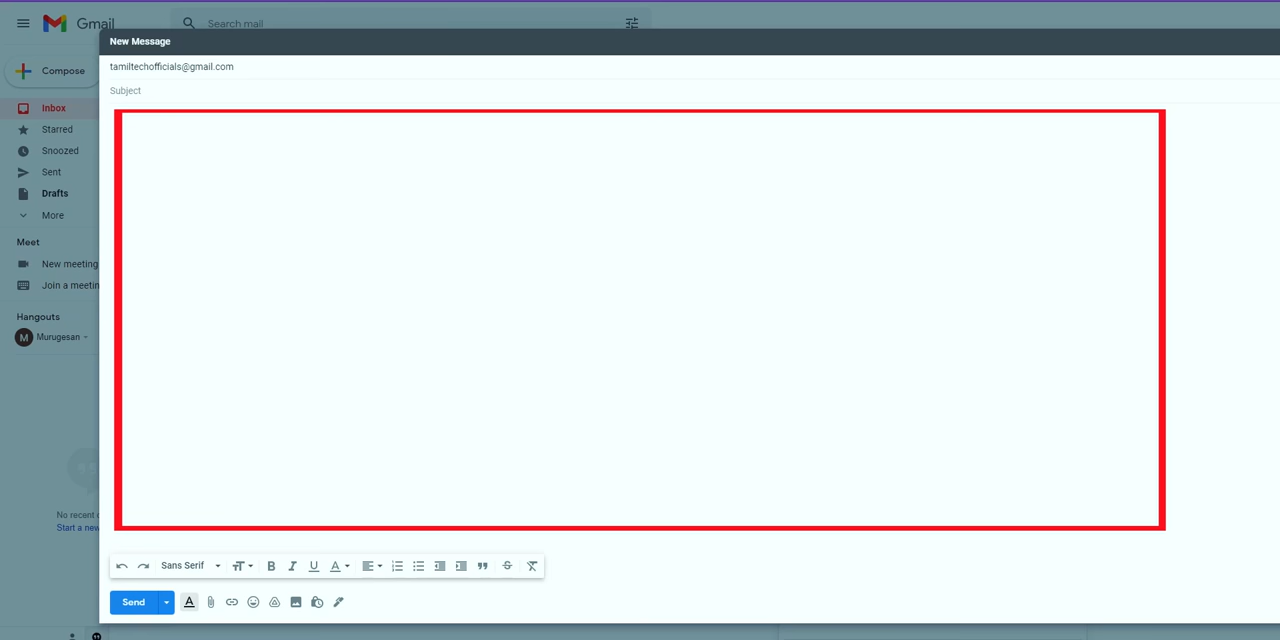 Gmail
Search mail
New Message
tamiltechofficials@gmail.com
Subject
Compose
Inbox
Starred
Snoozed
Sent
Drafts
More
Meet
New meeting
Join a meetin
Hangouts
M
Murugesan
No recent c
Start a new
Sans Serif
Send